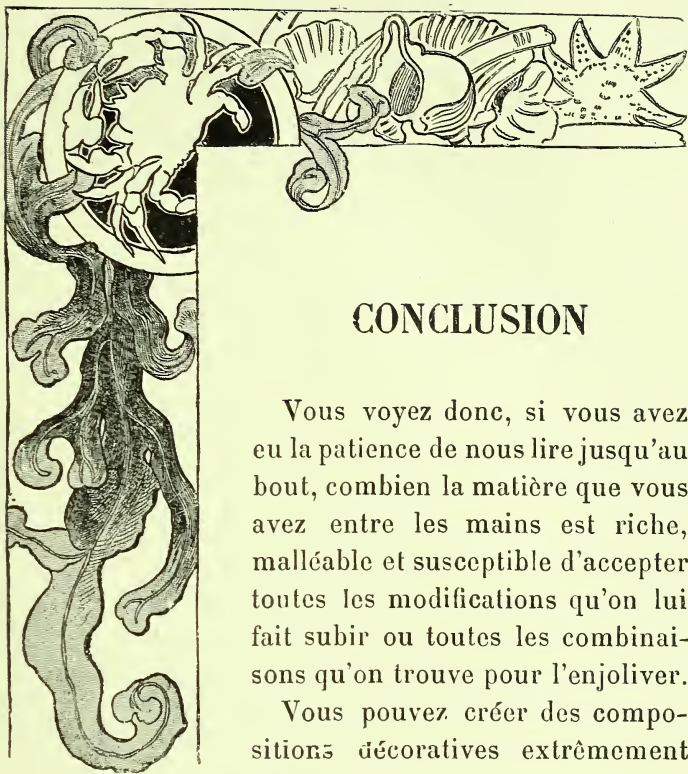 CONCLUSION
Vous voyez donc, si vous avez
eu la patience de nous lire jusqu'au
bout, combien la matière que vous
avez entre les mains est riche,
malléable et susceptible d'accepter
toutes les modifications qu'on lui
fait subir ou toutes les combinai-
sons qu'on trouve pour l'enjoliver.
Vous pouvez créer des compo-
sitions décoratives extrêmement